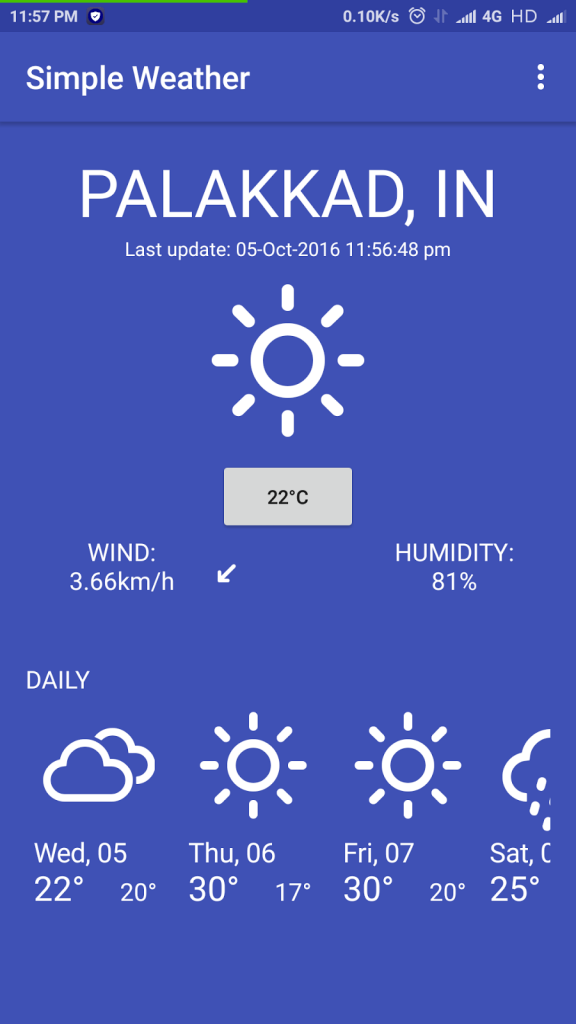 11:57 PM 0.10K/s 4G HD
Simple Weather
PALAKKAD, IN
Last update: 05-Oct-2016 11:56:48 pm
22°C
WIND: HUMIDITY:
3.66km/h 81%
DAILY
Wed, 05 Thu, 06 Fri, 07 Sat,
22° 20° 30° 17° 30° 20° 25°